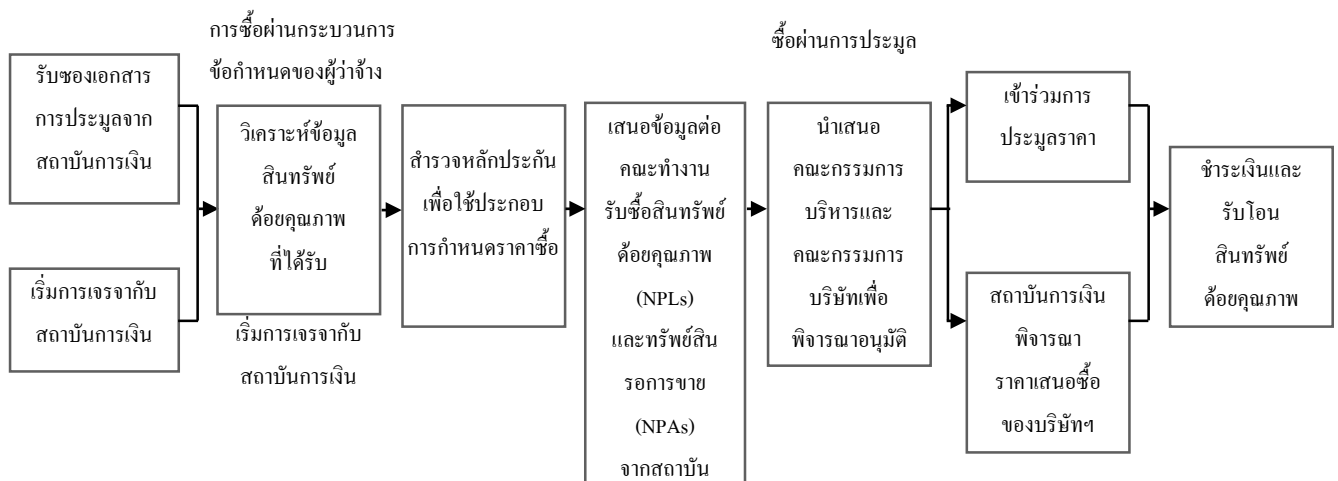 การซื้อผ่านกระบวนการ
ข้อกำหนดของผู้ว่าจ้าง
ซื้อผ่านการประมูล
รับซองเอกสาร
การประมูลจาก
สถาบันการเงิน
เริ่มการเจรจากับ
สถาบันการเงิน
วิเคราะห์ข้อมูล
สินทรัพย์
ด้อยคุณภาพ
ที่ได้รับ
เริ่มการเจรจากับ
สถาบันการเงิน
สำรวจหลักประกัน
เพื่อใช้ประกอบ
การกำหนดราคาซื้อ
เสนอข้อมูลต่อ
คณะทำงาน
รับซื้อสินทรัพย์
ด้อยคุณภาพ
(NPLs)
และทรัพย์สิน
รอการขาย
(NPAs)
จากสถาบัน
นำเสนอ
คณะกรรมการ
บริหารและ
คณะกรรมการ
บริษัทเพื่อ
พิจารณาอนุมัติ
เข้าร่วมการ
ประมูลราคา
สถาบันการเงิน
พิจารณา
ราคาเสนอซื้อ
ของบริษัทฯ
ชำระเงินและ
รับโอน
สินทรัพย์
ด้อยคุณภาพ